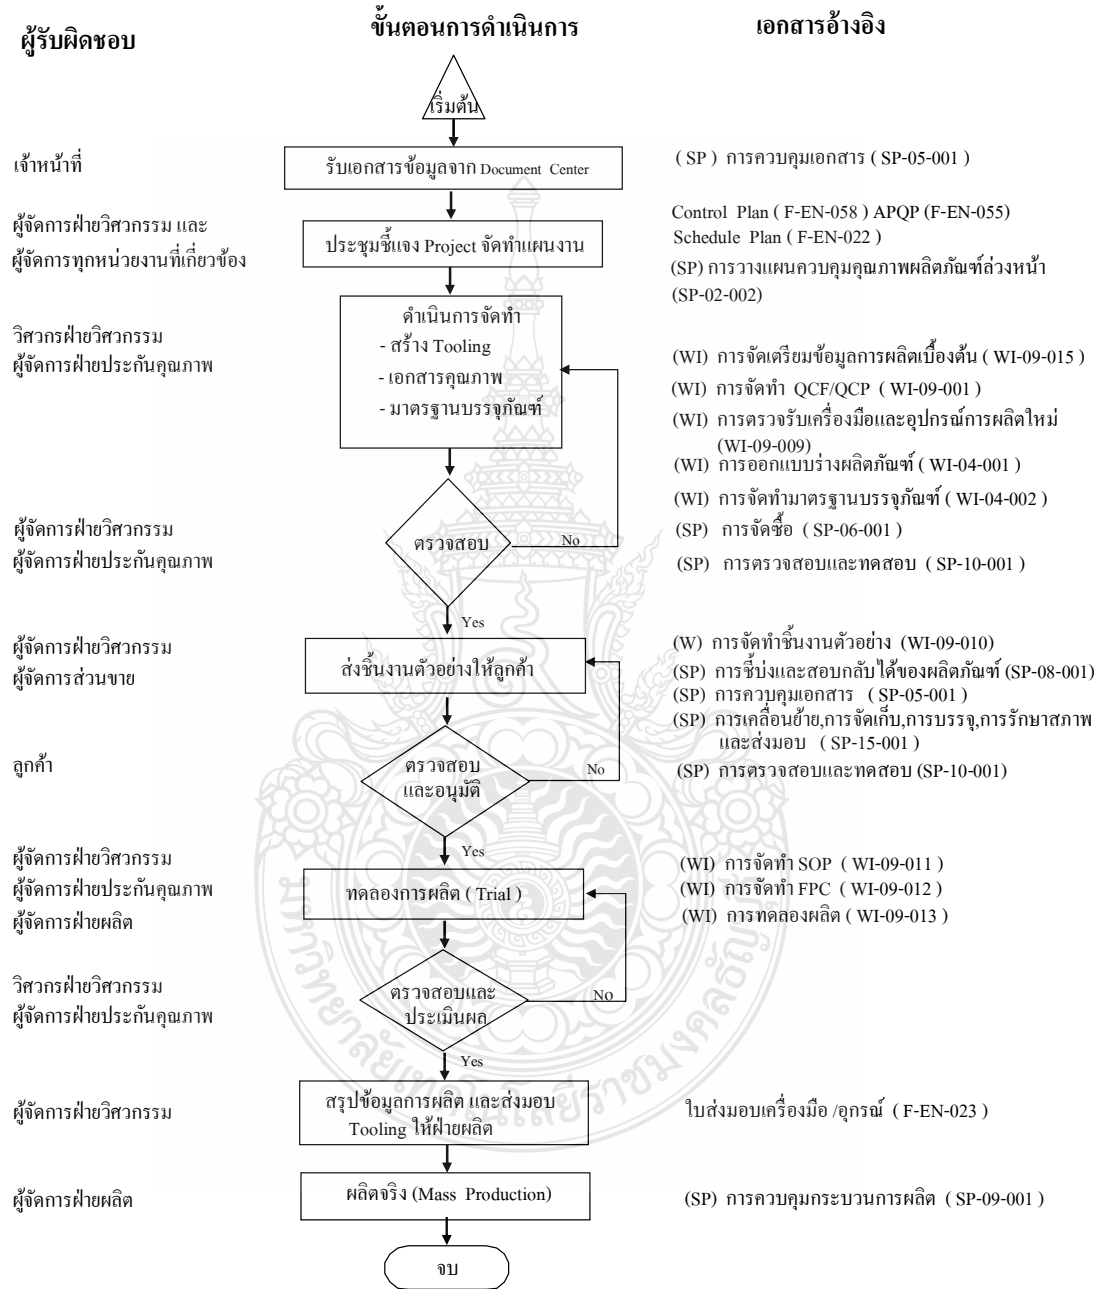 ผู้รับผิดชอบ
ขั้นตอนการดำเนินการ
เอกสารอ้างอิง
เริ่มต้น
เจ้าหน้าที่
รับเอกสารข้อมูลจาก Document Center
( SP ) การควบคุมเอกสาร ( SP-05-001 )
ผู้จัดการฝ่ายวิศวกรรม และ
ผู้จัดการทุกหน่วยงานที่เกี่ยวข้อง
ประชุมชี้แจง Project จัดทำแผนงาน
Control Plan ( F-EN-058 ) APQP (F-EN-055)
Schedule Plan ( F-EN-022 )
(SP) การวางแผนควบคุมคุณภาพผลิตภัณฑ์ล่วงหน้า
(SP-02-002)
วิศวกรฝ่ายวิศวกรรม
ผู้จัดการฝ่ายประกันคุณภาพ
ดำเนินการจัดทำ
- สร้าง Tooling
- เอกสารคุณภาพ
- มาตรฐานบรรจุภัณฑ์
(WI) การจัดเตรียมข้อมูลการผลิตเบื้องต้น ( WI-09-015 )
(WI) การจัดทำ QCF/QCP ( WI-09-001 )
(WI) การตรวจรับเครื่องมือและอุปกรณ์การผลิตใหม่
(WI-09-009)
(WI) การออกแบบร่างผลิตภัณฑ์ ( WI-04-001 )
(WI) การจัดทำมาตรฐานบรรจุภัณฑ์ ( WI-04-002 )
ผู้จัดการฝ่ายวิศวกรรม
ผู้จัดการฝ่ายประกันคุณภาพ
ตรวจสอบ
No
Yes
(SP) การจัดซื้อ ( SP-06-001 )
(SP) การตรวจสอบและทดสอบ ( SP-10-001 )
ผู้จัดการฝ่ายวิศวกรรม
ผู้จัดการส่วนขาย
ส่งชิ้นงานตัวอย่างให้ลูกค้า
(W) การจัดทำชิ้นงานตัวอย่าง (WI-09-010)
(SP) การชี้บ่งและสอบกลับได้ของผลิตภัณฑ์ (SP-08-001)
(SP) การควบคุมเอกสาร ( SP-05-001 )
(SP) การเคลื่อนย้าย,การจัดเก็บ,การบรรจุ,การรักษาสภาพ
และส่งมอบ ( SP-15-001 )
ลูกค้า
ตรวจสอบ
และอนุมัติ
No
Yes
(SP) การตรวจสอบและทดสอบ (SP-10-001)
ผู้จัดการฝ่ายวิศวกรรม
ผู้จัดการฝ่ายประกันคุณภาพ
ผู้จัดการฝ่ายผลิต
ทดลองการผลิต ( Trial )
(WI) การจัดทำ SOP ( WI-09-011 )
(WI) การจัดทำ FPC ( WI-09-012 )
(WI) การทดลองผลิต ( WI-09-013 )
วิศวกรฝ่ายวิศวกรรม
ผู้จัดการฝ่ายประกันคุณภาพ
ตรวจสอบและ
ประเมินผล
No
Yes
ผู้จัดการฝ่ายวิศวกรรม
สรุปข้อมูลการผลิต และส่งมอบ
Tooling ให้ฝ่ายผลิต
ใบส่งมอบเครื่องมือ /อุกรณ์ ( F-EN-023 )
ผู้จัดการฝ่ายผลิต
ผลิตจริง (Mass Production)
(SP) การควบคุมกระบวนการผลิต ( SP-09-001 )
จบ
มหาวิทยาลัยเทคโนโลยีราชมงคลธัญบุรี